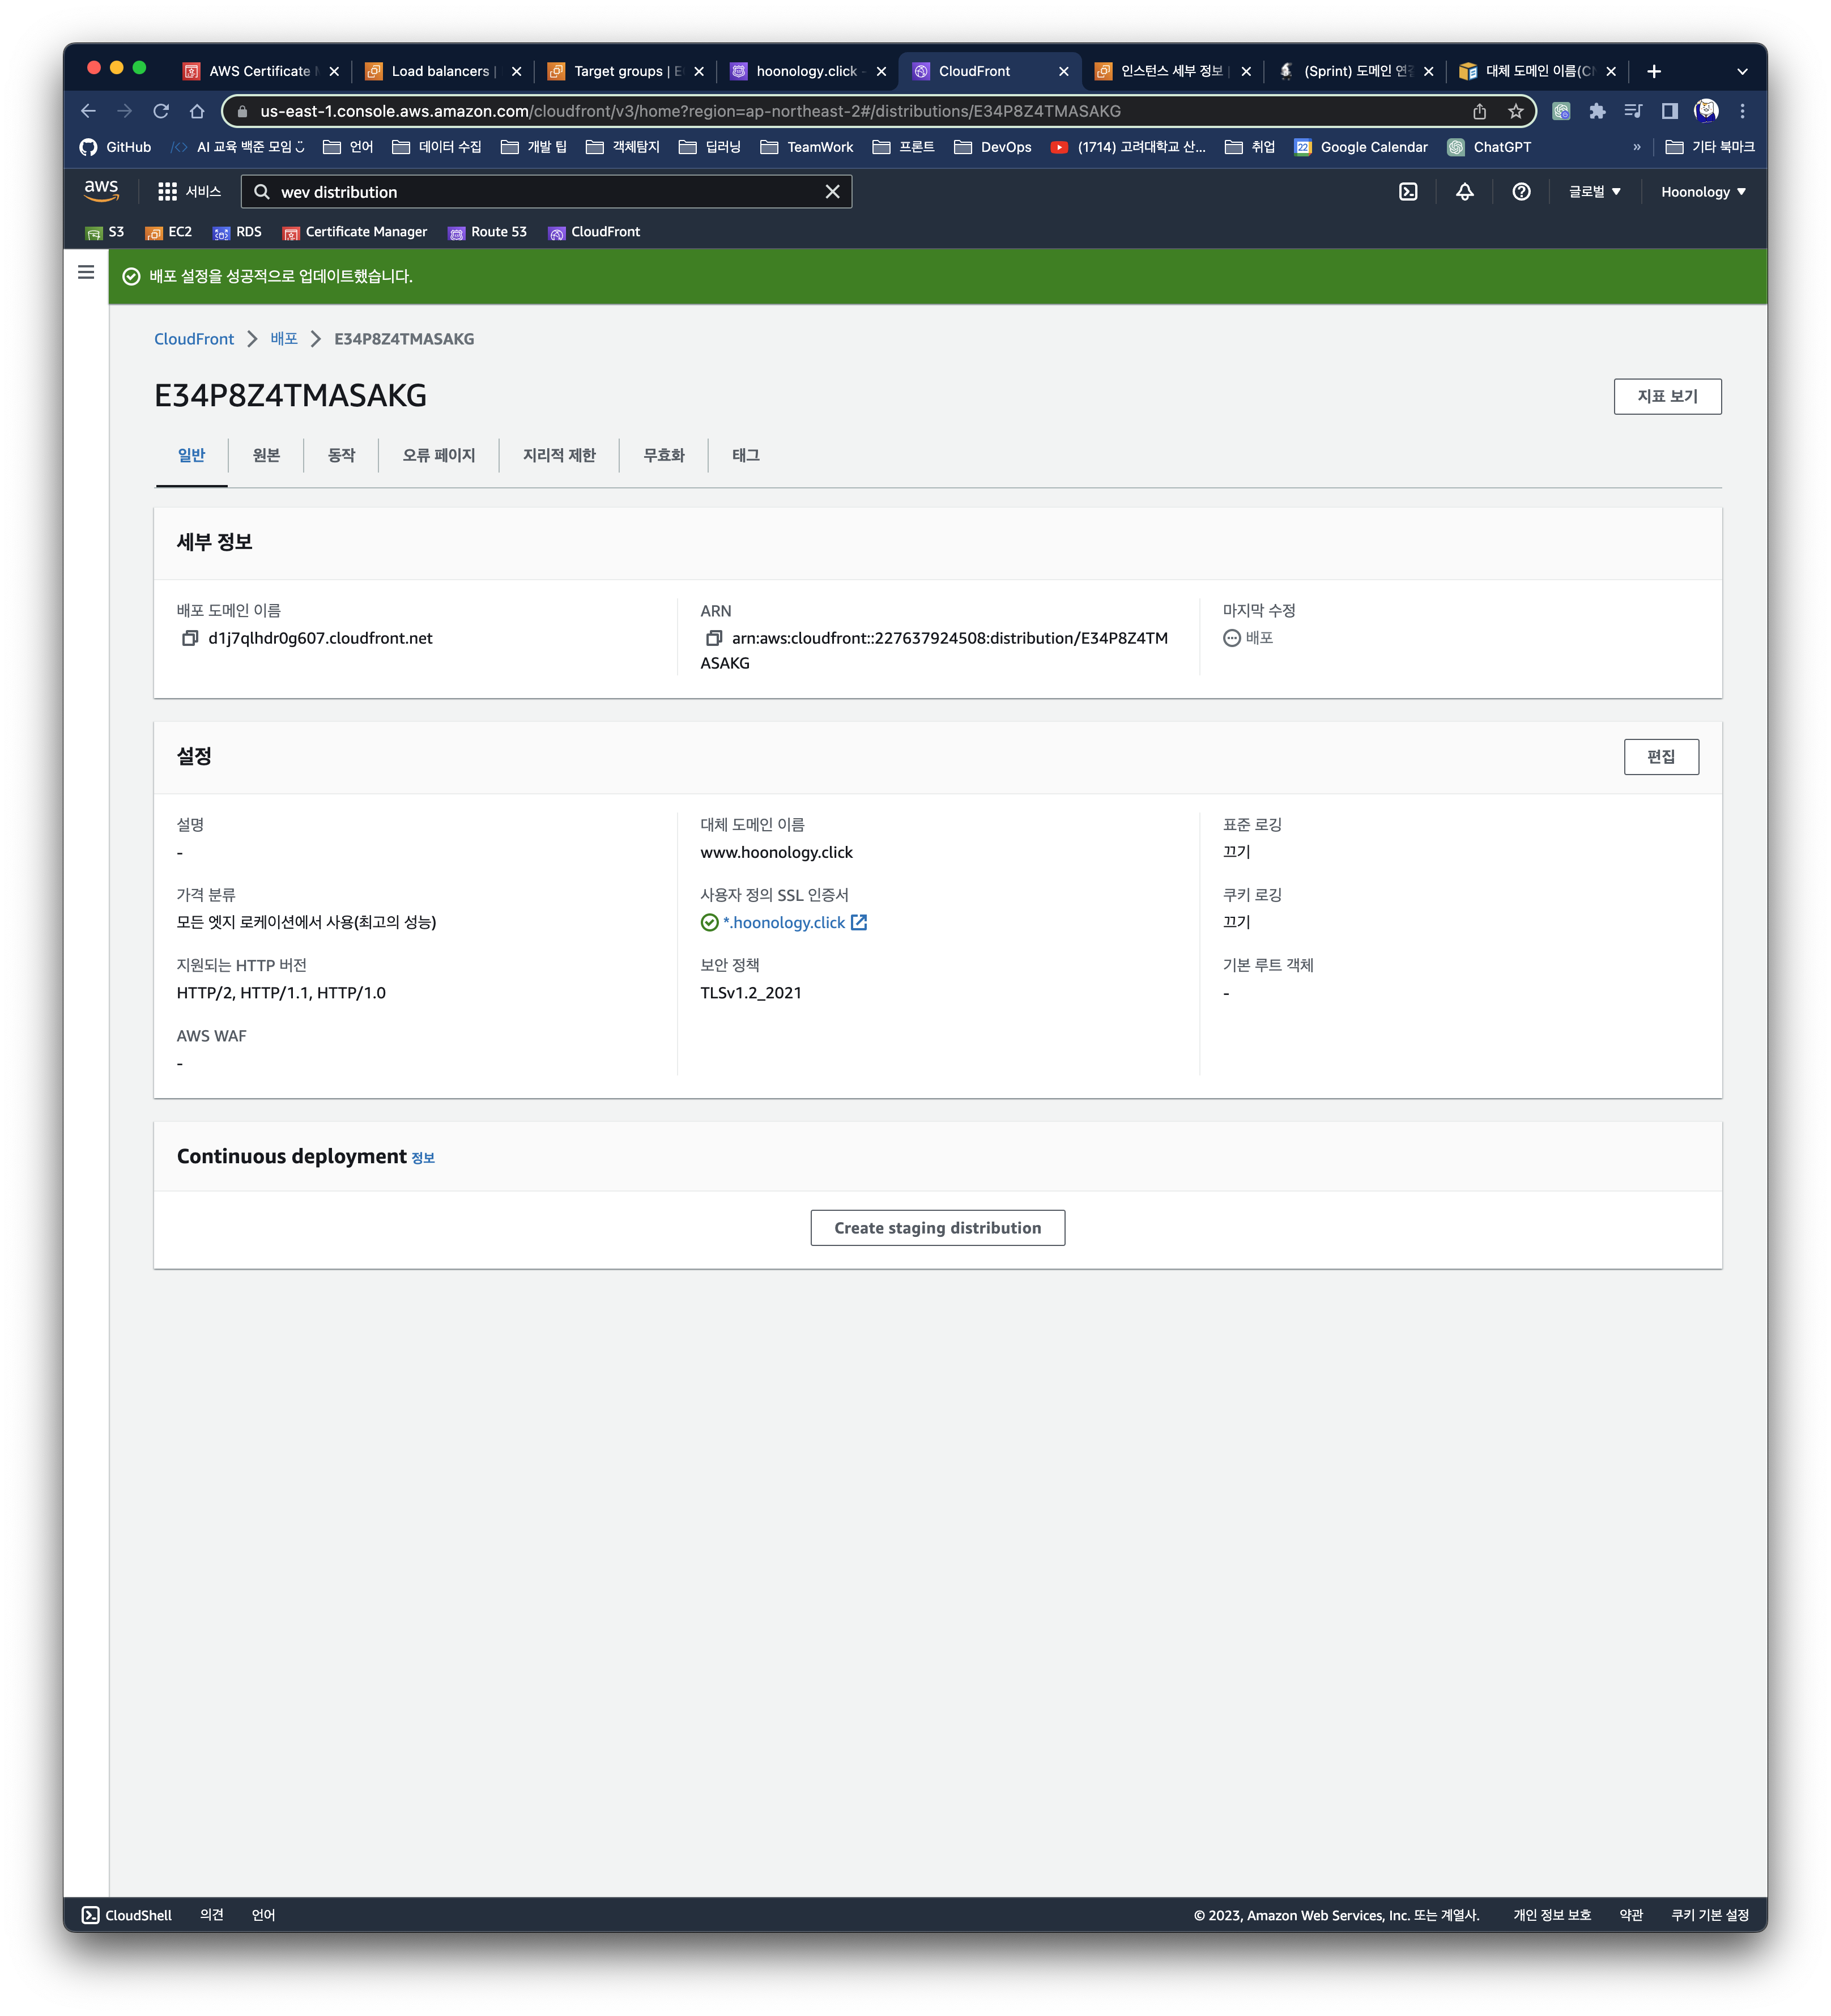 AWS Certificate M
Load balancers |
Target groups | E
hoonology.click -
CloudFront
인스턴스 세부 정보 |
(Sprint) 도메인 연결
대체 도메인 이름(CN
us-east-1.console.aws.amazon.com/cloudfront/v3/home?region=ap-northeast-2#/distributions/E34P8Z4TMASAKG
GitHub
AI 교육 백준 모임
언어
데이터 수집
개발 팁
객체탐지
딥러닝
TeamWork
프론트
DevOps
(1714) 고려대학교 산...
취업
22
Google Calendar
ChatGPT
»
기타 북마크
aws
서비스
wev distribution
글로벌
Hoonology
S3
EC2
RDS
Certificate Manager
Route 53
CloudFront
배포 설정을 성공적으로 업데이트했습니다.
CloudFront
배포
E34P8Z4TMASAKG
E34P8Z4TMASAKG
지표 보기
일반
원본
동작
오류 페이지
지리적 제한
무효화
태그
세부 정보
배포 도메인 이름
d1j7qlhdr0g607.cloudfront.net
ARN
arn:aws:cloudfront::227637924508:distribution/E34P8Z4TM
ASAKG
마지막 수정
배포
설정
편집
설명
-
가격 분류
모든 엣지 로케이션에서 사용(최고의 성능)
지원되는 HTTP 버전
HTTP/2, HTTP/1.1, HTTP/1.0
AWS WAF
-
대체 도메인 이름
www.hoonology.click
사용자 정의 SSL 인증서
*.hoonology.click
보안 정책
TLSv1.2_2021
표준 로깅
끄기
쿠키 로깅
끄기
기본 루트 객체
-
Continuous deployment 정보
Create staging distribution
CloudShell
의견
언어
© 2023, Amazon Web Services, Inc. 또는 계열사.
개인 정보 보호
약관
쿠키 기본 설정